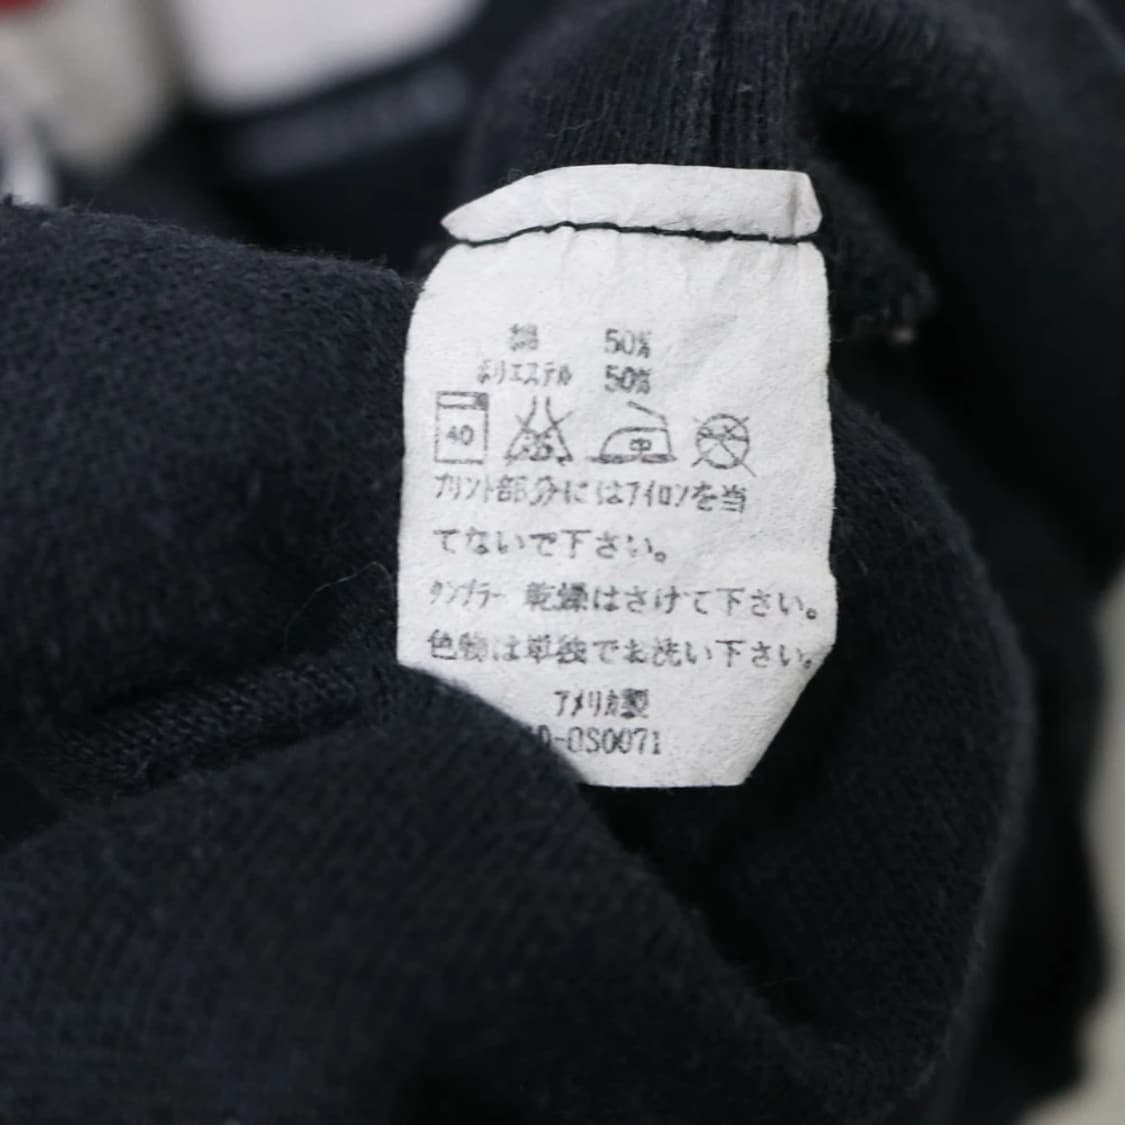 綿 50%
ポリエステル 50%
40 中
プリント部分にはアイロンを当
てないで下さい。
タンブラー乾燥はさけて下さい。
色物は単独でお洗い下さい。
アメリカ製
D-OS0071